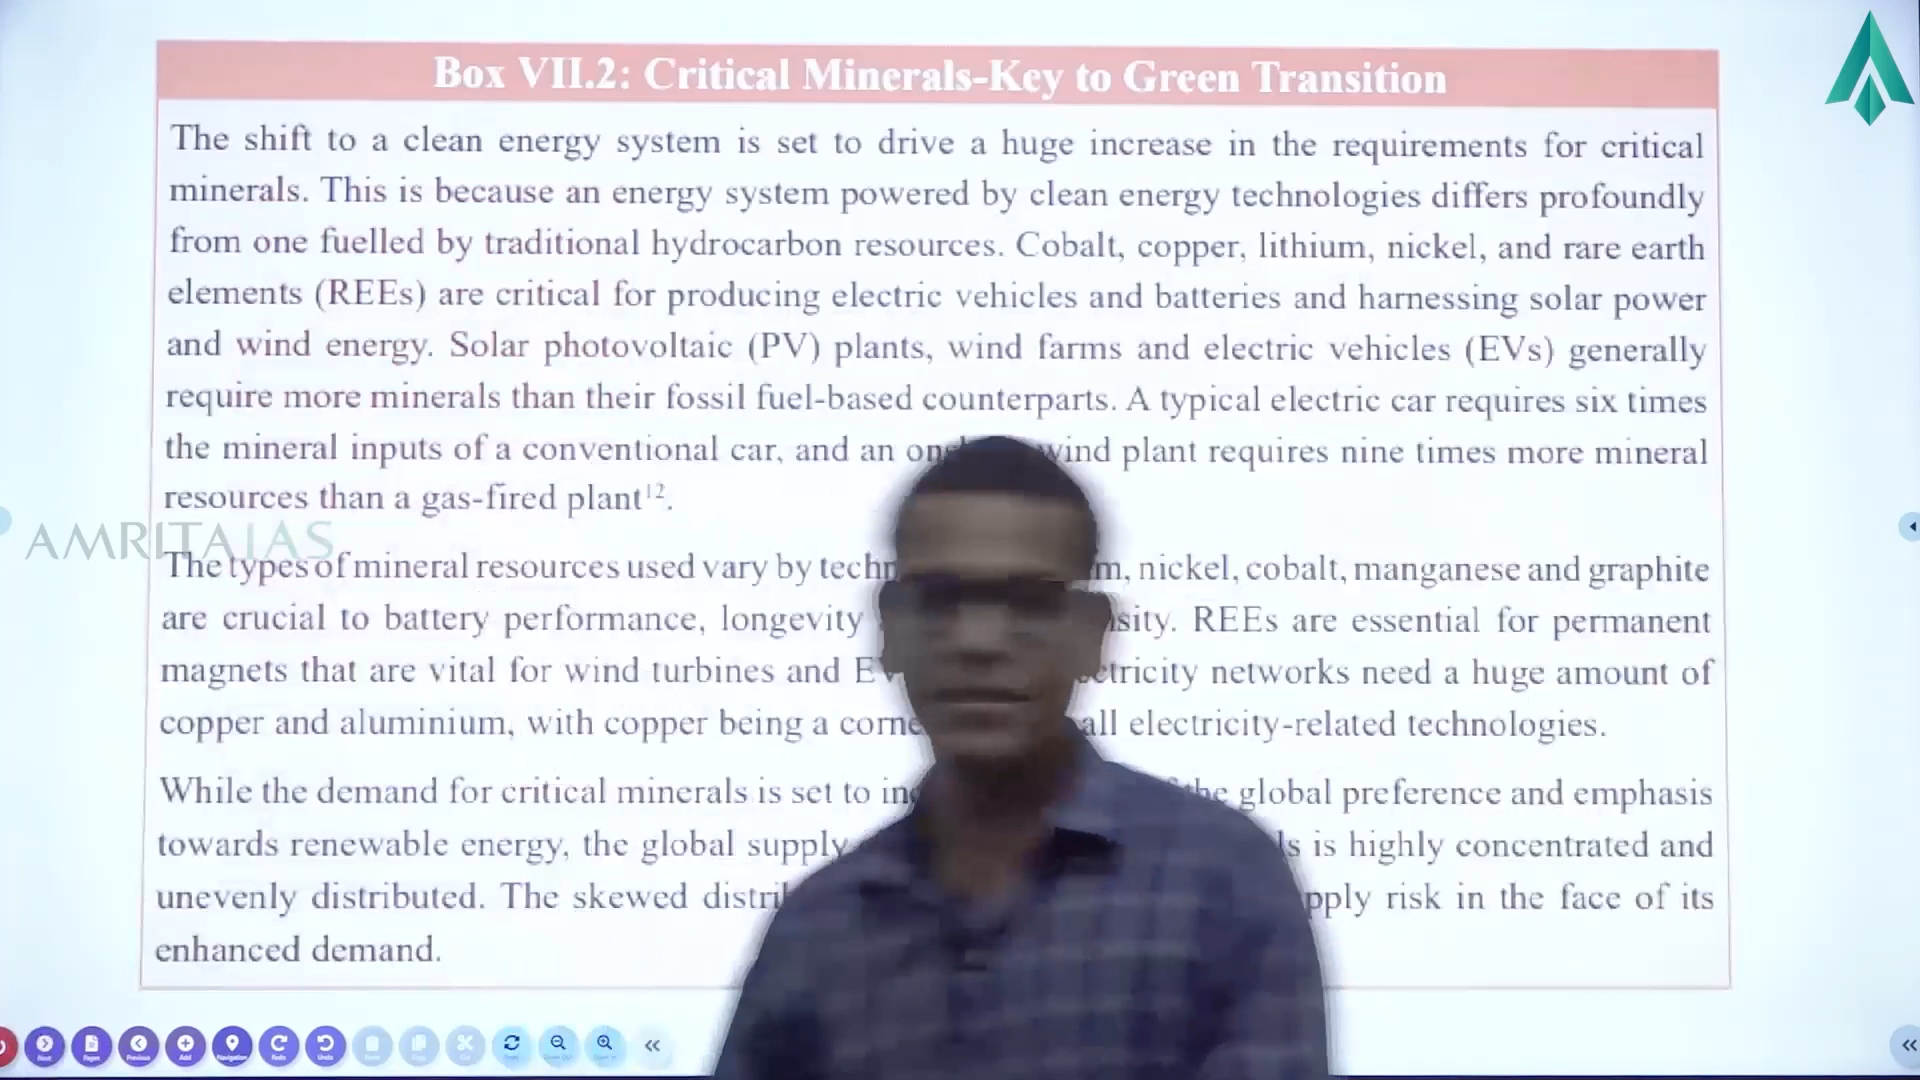 Box VII.2: Critical Minerals-Key to Green Transition
The shift to a clean energy system is set to drive a huge increase in the requirements for critical
minerals. This is because an energy system powered by clean energy technologies differs profoundly
from one fuelled by traditional hydrocarbon resources. Cobalt, copper, lithium, nickel, and rare earth
elements (REEs) are critical for producing electric vehicles and batteries and harnessing solar power
and wind energy. Solar photovoltaic (PV) plants, wind farms and electric vehicles (EVs) generally
require more minerals than their fossil fuel-based counterparts. A typical electric car requires six times
the mineral inputs of a conventional car, and an wind plant requires nine times more mineral
resources than a gas-fired plant¹².
AMRITA IAS
The types of mineral resources used vary by nickel, cobalt, manganese and graphite
are crucial to battery performance, longevity REEs are essential for permanent
magnets that are vital for wind turbines and networks need a huge amount of
copper and aluminium, with copper being a all electricity-related technologies.
While the demand for critical minerals is set to the global preference and emphasis
towards renewable energy, the global supply is highly concentrated and
unevenly distributed. The skewed risk in the face of its
enhanced demand.
Next Pages Previous Add Navigation Redo Undo